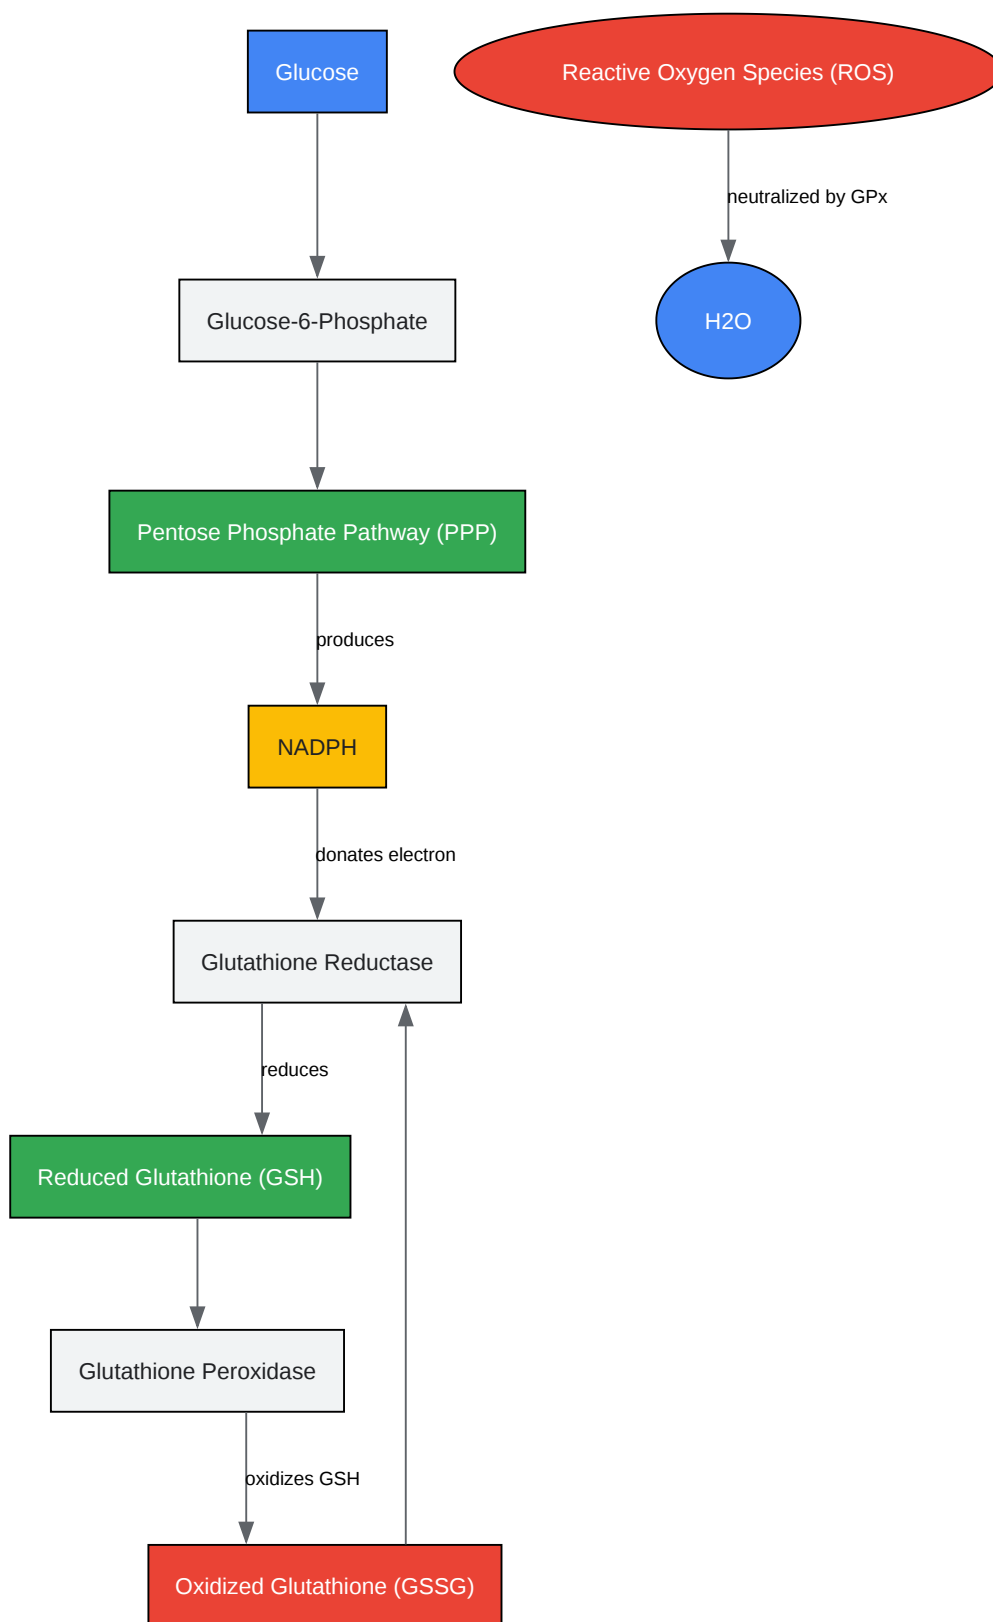 Glucose
Reactive Oxygen Species (ROS)
neutralized by GPx
Glucose-6-Phosphate
H2O
Pentose Phosphate Pathway (PPP)
produces
NADPH
donates electron
Glutathione Reductase
reduces
Reduced Glutathione (GSH)
Glutathione Peroxidase
oxidizes GSH
Oxidized Glutathione (GSSG)